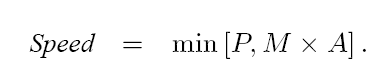 Speed = min [P, M × A] .